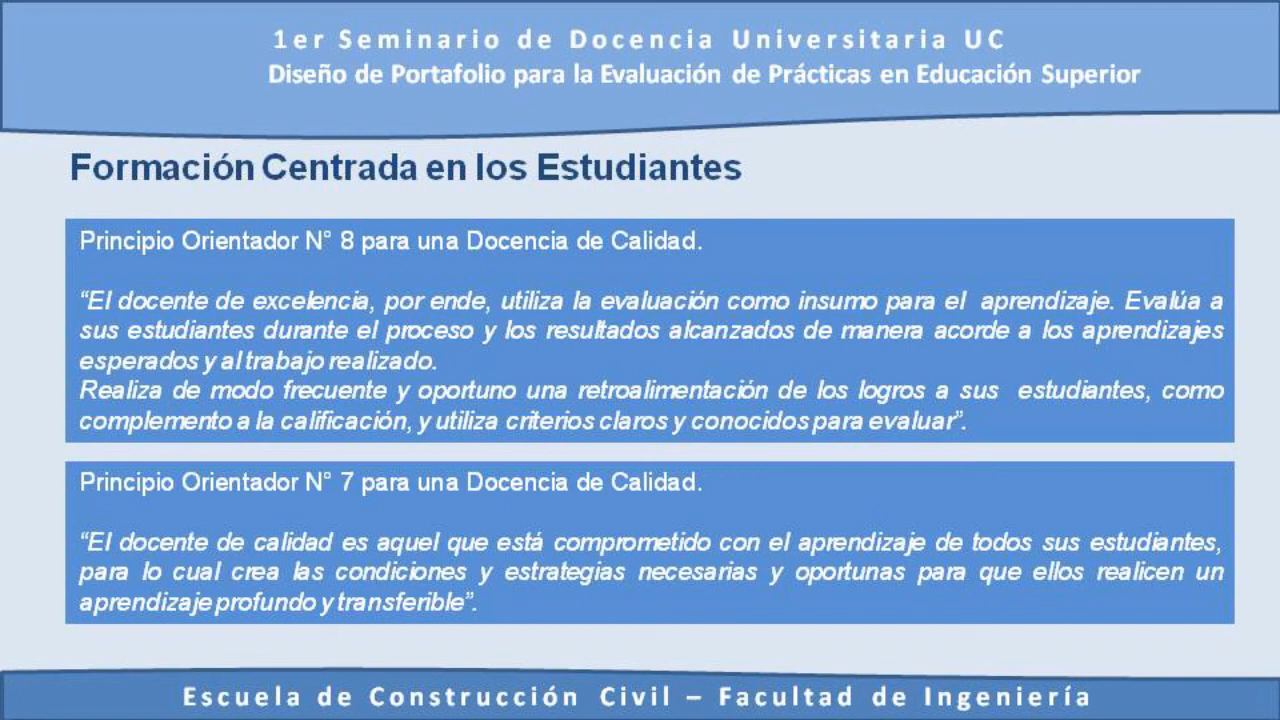 1er Seminario de Docencia Universitaria UC
Diseño de Portafolio para la Evaluación de Prácticas en Educación Superior
Formación Centrada en los Estudiantes
Principio Orientador N° 8 para una Docencia de Calidad.
“El docente de excelencia, por ende, utiliza la evaluación como insumo para el aprendizaje. Evalúa a
sus estudiantes durante el proceso y los resultados alcanzados de manera acorde a los aprendizajes
esperados y al trabajo realizado.
Realiza de modo frecuente y oportuno una retroalimentación de los logros a sus estudiantes, como
complemento a la calificación, y utiliza criterios claros y conocidos para evaluar”.
Principio Orientador N° 7 para una Docencia de Calidad.
“El docente de calidad es aquel que está comprometido con el aprendizaje de todos sus estudiantes,
para lo cual crea las condiciones y estrategias necesarias y oportunas para que ellos realicen un
aprendizaje profundo y transferible”.
Escuela de Construcción Civil – Facultad de Ingeniería